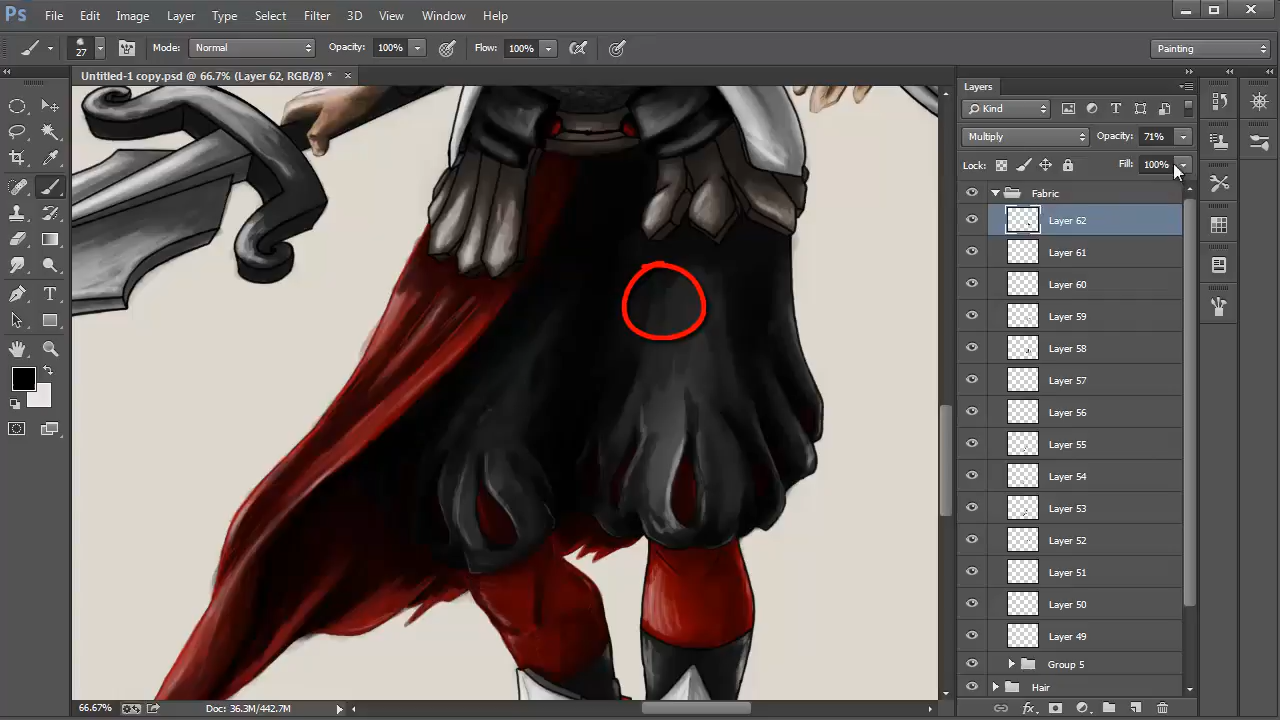 Ps File Edit Image Layer Type Select Filter 3D View Window Help
27 Mode: Normal Opacity: 100% Flow: 100% Painting
Untitled-1 copy.psd @ 66.7% (Layer 62, RGB/8) * ×
Layers
Kind
Multiply Opacity: 71%
Lock: Fill: 100%
Fabric
Layer 62
Layer 61
Layer 60
Layer 59
Layer 58
Layer 57
Layer 56
Layer 55
Layer 54
Layer 53
Layer 52
Layer 51
Layer 50
Layer 49
Group 5
Hair
66.67% Doc: 36.3M/442.7M